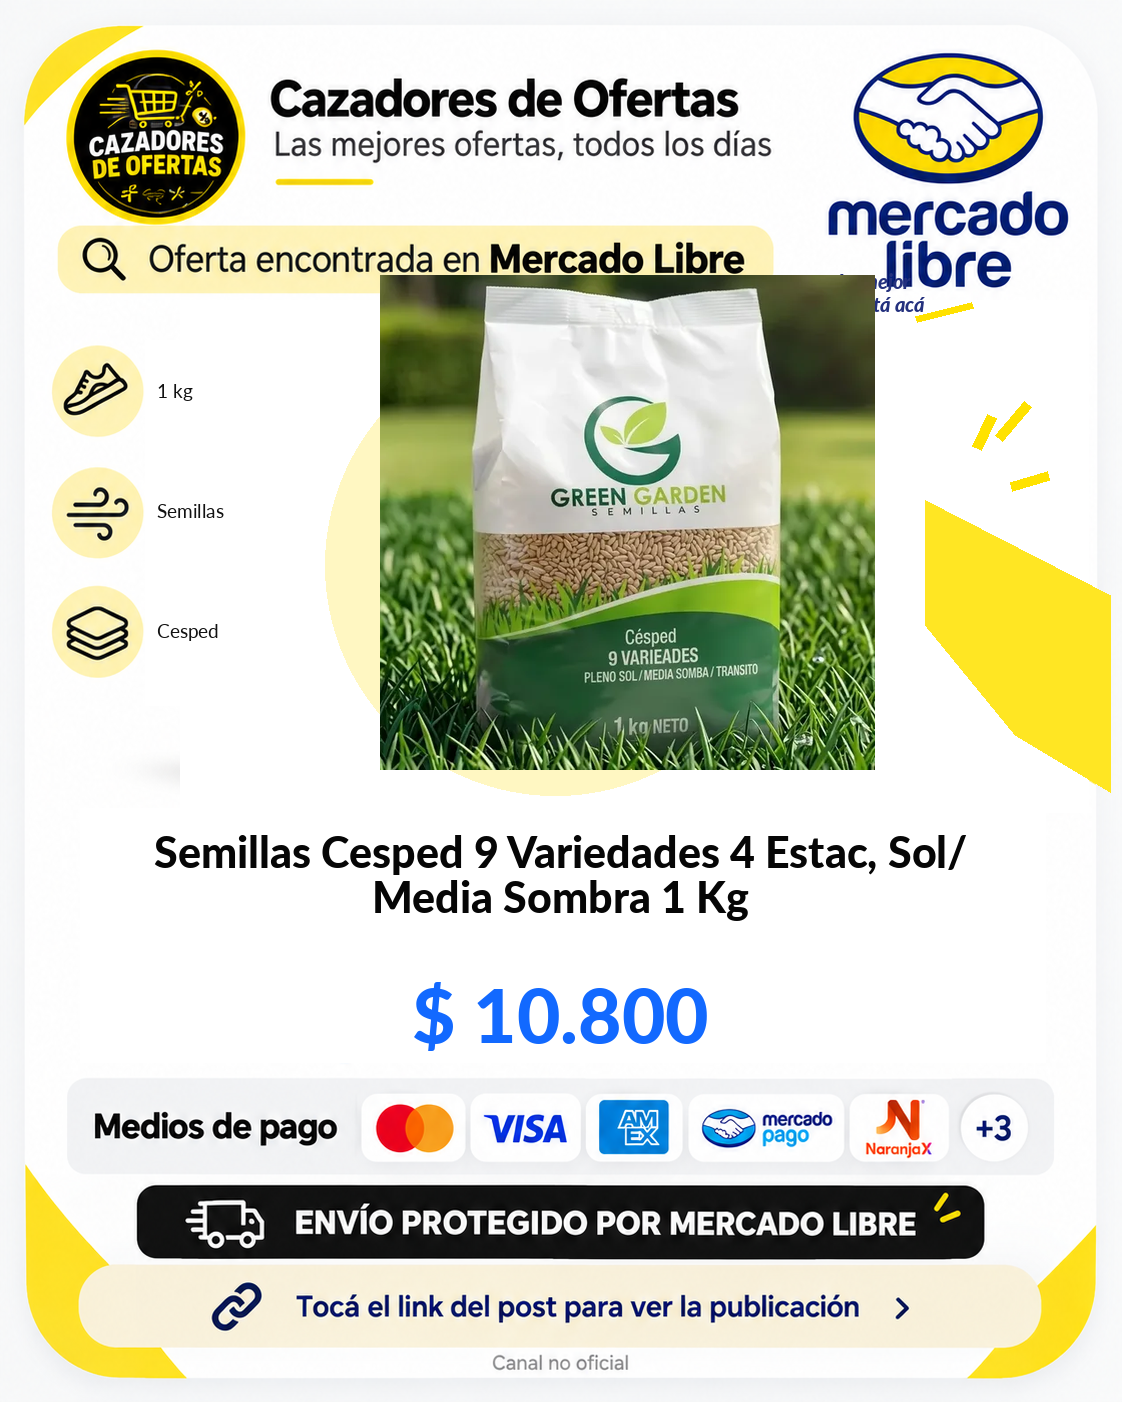 CAZADORES
DE OFERTAS
Cazadores de Ofertas
Las mejores ofertas, todos los días
mercado
libre
Oferta encontrada en Mercado Libre
tá acá
1 kg
Semillas
Cesped
GREEN GARDEN
SEMILLAS
Césped
9 VARIEADES
PLENO SOL / MEDIA SOMBA / TRANSITO
1 kg NETO
Semillas Cesped 9 Variedades 4 Estac, Sol/
Media Sombra 1 Kg
$ 10.800
Medios de pago
VISA
AM
EX
mercado
pago
NaranjaX
+3
ENVÍO PROTEGIDO POR MERCADO LIBRE
Tocá el link del post para ver la publicación
Canal no oficial